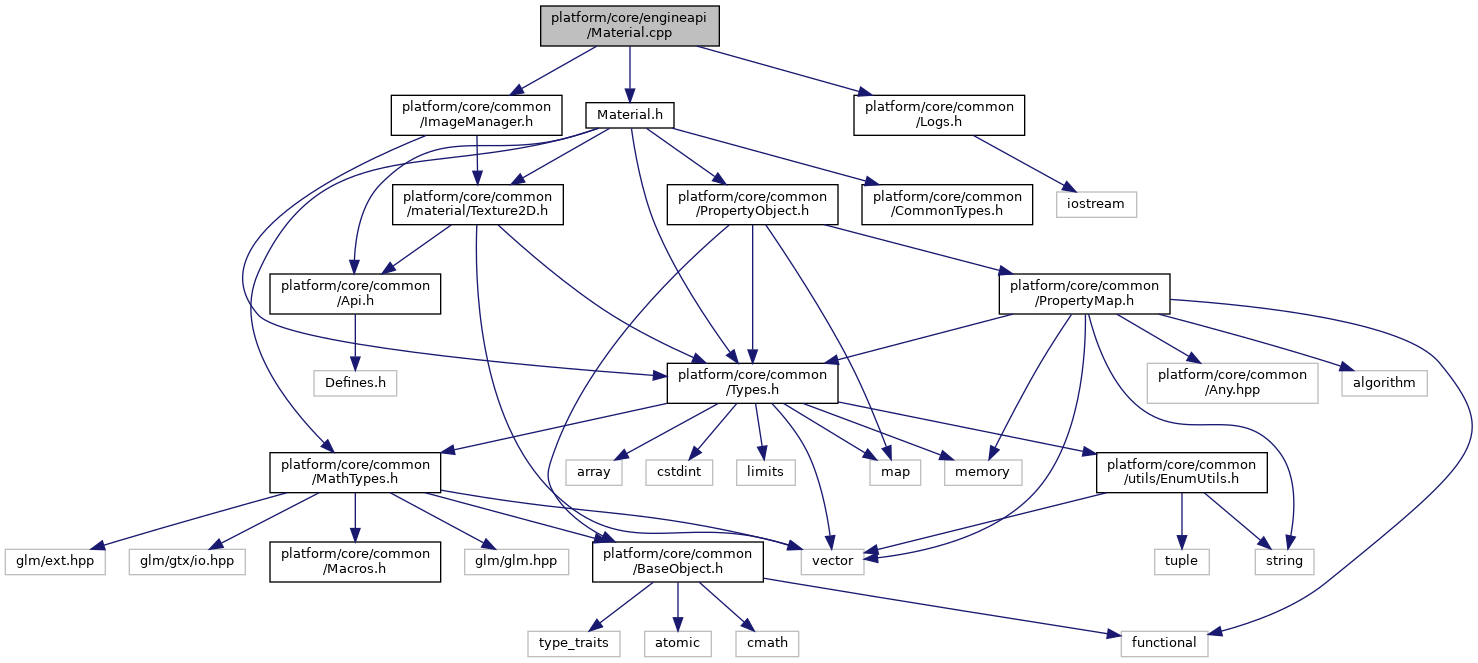 platform/core/engineapi
/Material.cpp
platform/core/common
/ImageManager.h
Material.h
platform/core/common
/Logs.h
platform/core/common
/material/Texture2D.h
platform/core/common
/PropertyObject.h
platform/core/common
/CommonTypes.h
iostream
platform/core/common
/Api.h
platform/core/common
/PropertyMap.h
Defines.h
platform/core/common
/Types.h
platform/core/common
/Any.hpp
algorithm
platform/core/common
/MathTypes.h
array
cstdint
limits
map
memory
platform/core/common
/utils/EnumUtils.h
glm/ext.hpp
glm/gtx/io.hpp
platform/core/common
/Macros.h
glm/glm.hpp
platform/core/common
/BaseObject.h
vector
tuple
string
type_traits
atomic
cmath
functional